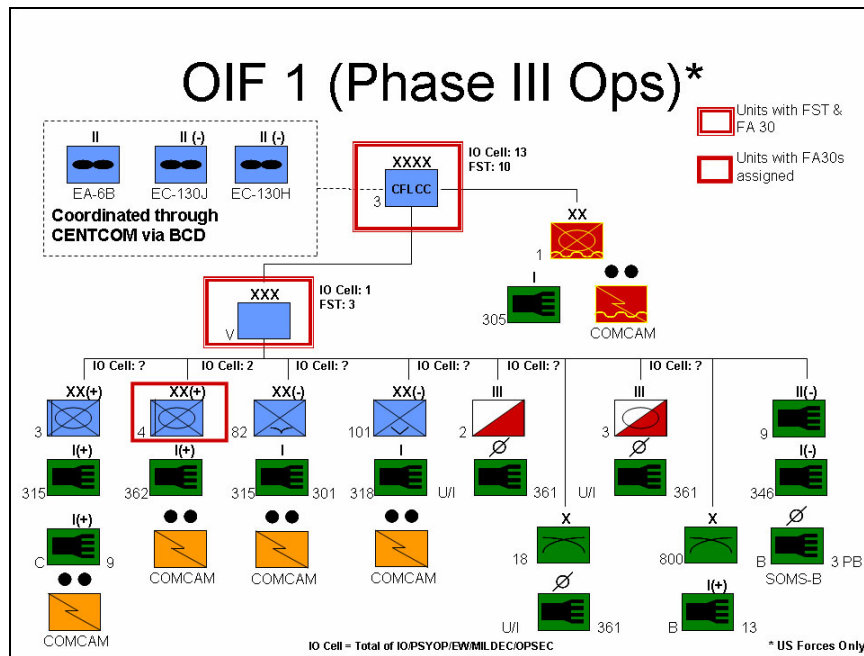 OIF 1 (Phase III Ops)*
Units with FST &
FA 30
Units with FA30s
assigned
II
II (-)
II (-)
EA-6B
EC-130J
EC-130H
Coordinated through
CENTCOM via BCD
XXXX
CFLCC
3
IO Cell: 13
FST: 10
XX
1
I
305
COMCAM
XXX
V
IO Cell: 1
FST: 3
IO Cell: ?
IO Cell: 2
IO Cell: ?
IO Cell: ?
IO Cell: ?
IO Cell: ?
XX(+)
XX(+)
XX(-)
XX(-)
III
III
II(-)
3
4
82
101
2
3
9
I(+)
I(+)
I
I
Ø
Ø
I(-)
315
362
315
301
318
U/I
361
U/I
361
346
I(+)
C
9
COMCAM
COMCAM
COMCAM
COMCAM
X
18
X
800
Ø
B
3 PB
SOMS-B
Ø
U/I
361
I(+)
B
13
IO Cell = Total of IO/PSYOP/EW/MILDEC/OPSEC
* US Forces Only